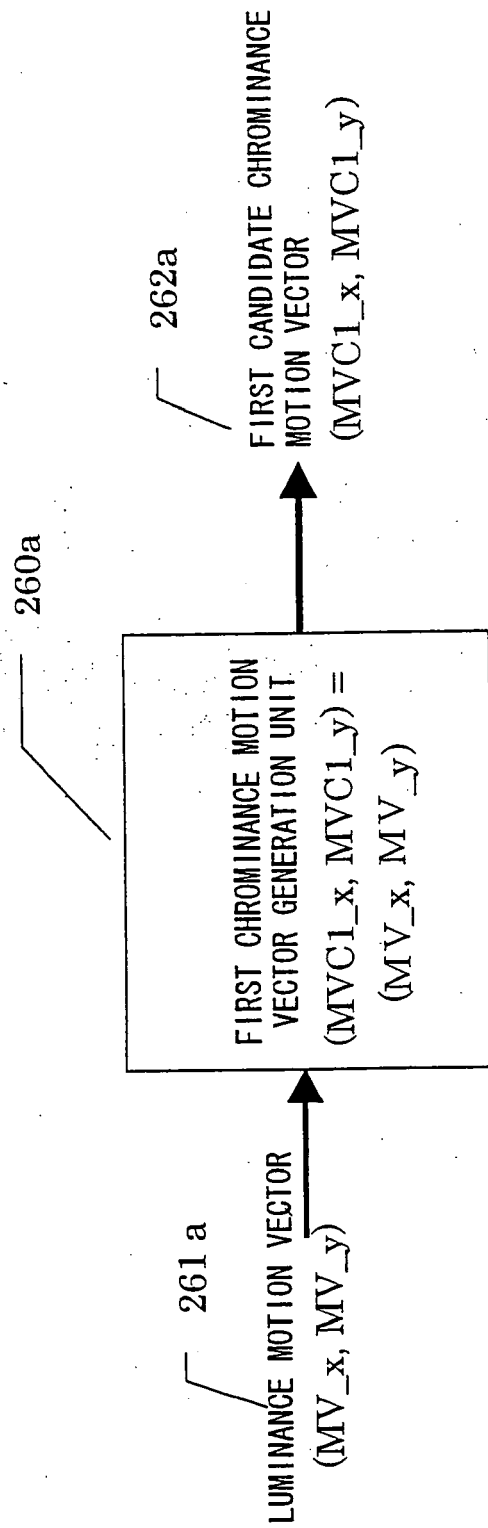 261 a
LUMINANCE MOTION VECTOR
(MV_x, MV_y)
260a
FIRST CHROMINANCE MOTION
VECTOR GENERATION UNIT
(MVC1_x, MVC1_y) =
(MV_x, MV_y)
262a
FIRST CANDIDATE CHROMINANCE
MOTION VECTOR
(MVC1_x, MVC1_y)